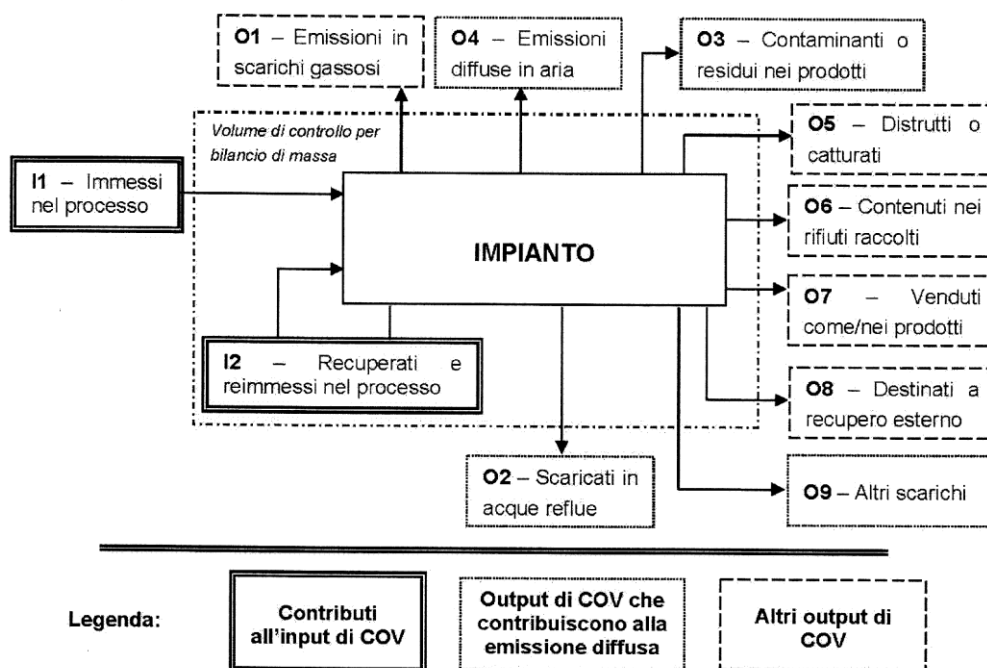 O1 – Emissioni in
scarichi gassosi
O4 – Emissioni
diffuse in aria
O3 – Contaminanti o
residui nei prodotti
Volume di controllo per
bilancio di massa
O5 – Distrutti o
catturati
I1 – Immessi
nel processo
O6 – Contenuti nei
rifiuti raccolti
IMPIANTO
O7 – Venduti
come/nei prodotti
I2 – Recuperati e
reimmessi nel processo
O8 – Destinati a
recupero esterno
O2 – Scaricati in
acque reflue
O9 – Altri scarichi
Legenda:
Contributi
all'input di COV
Output di COV che
contribuiscono alla
emissione diffusa
Altri output di
COV